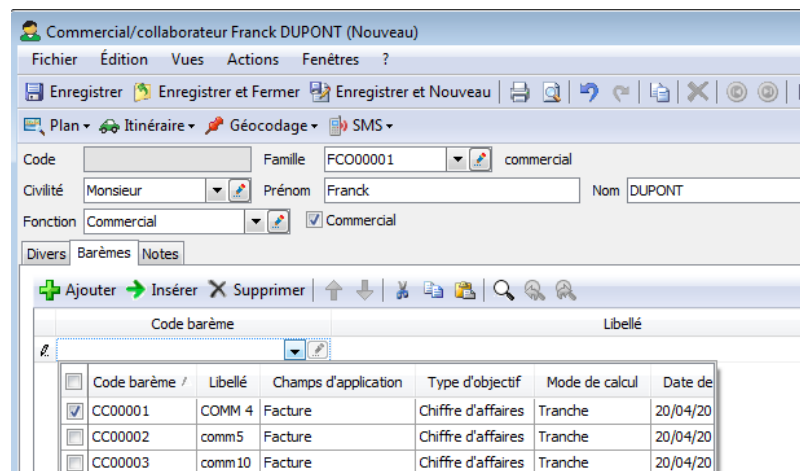 Commercial/collaborateur Franck DUPONT (Nouveau)
Fichier Édition Vues Actions Fenêtres ?
Enregistrer Enregistrer et Fermer Enregistrer et Nouveau
Plan Itinéraire Géocodage SMS
Code Famille FCO00001 commercial
Civilité Monsieur Prénom Franck Nom DUPONT
Fonction Commercial Commercial
Divers Barèmes Notes
Ajouter Insérer Supprimer
Code barème Libellé
Code barème Libellé Champs d'application Type d'objectif Mode de calcul Date de
CC00001 COMM 4 Facture Chiffre d'affaires Tranche 20/04/20
CC00002 comm5 Facture Chiffre d'affaires Tranche 20/04/20
CC00003 comm10 Facture Chiffre d'affaires Tranche 20/04/20